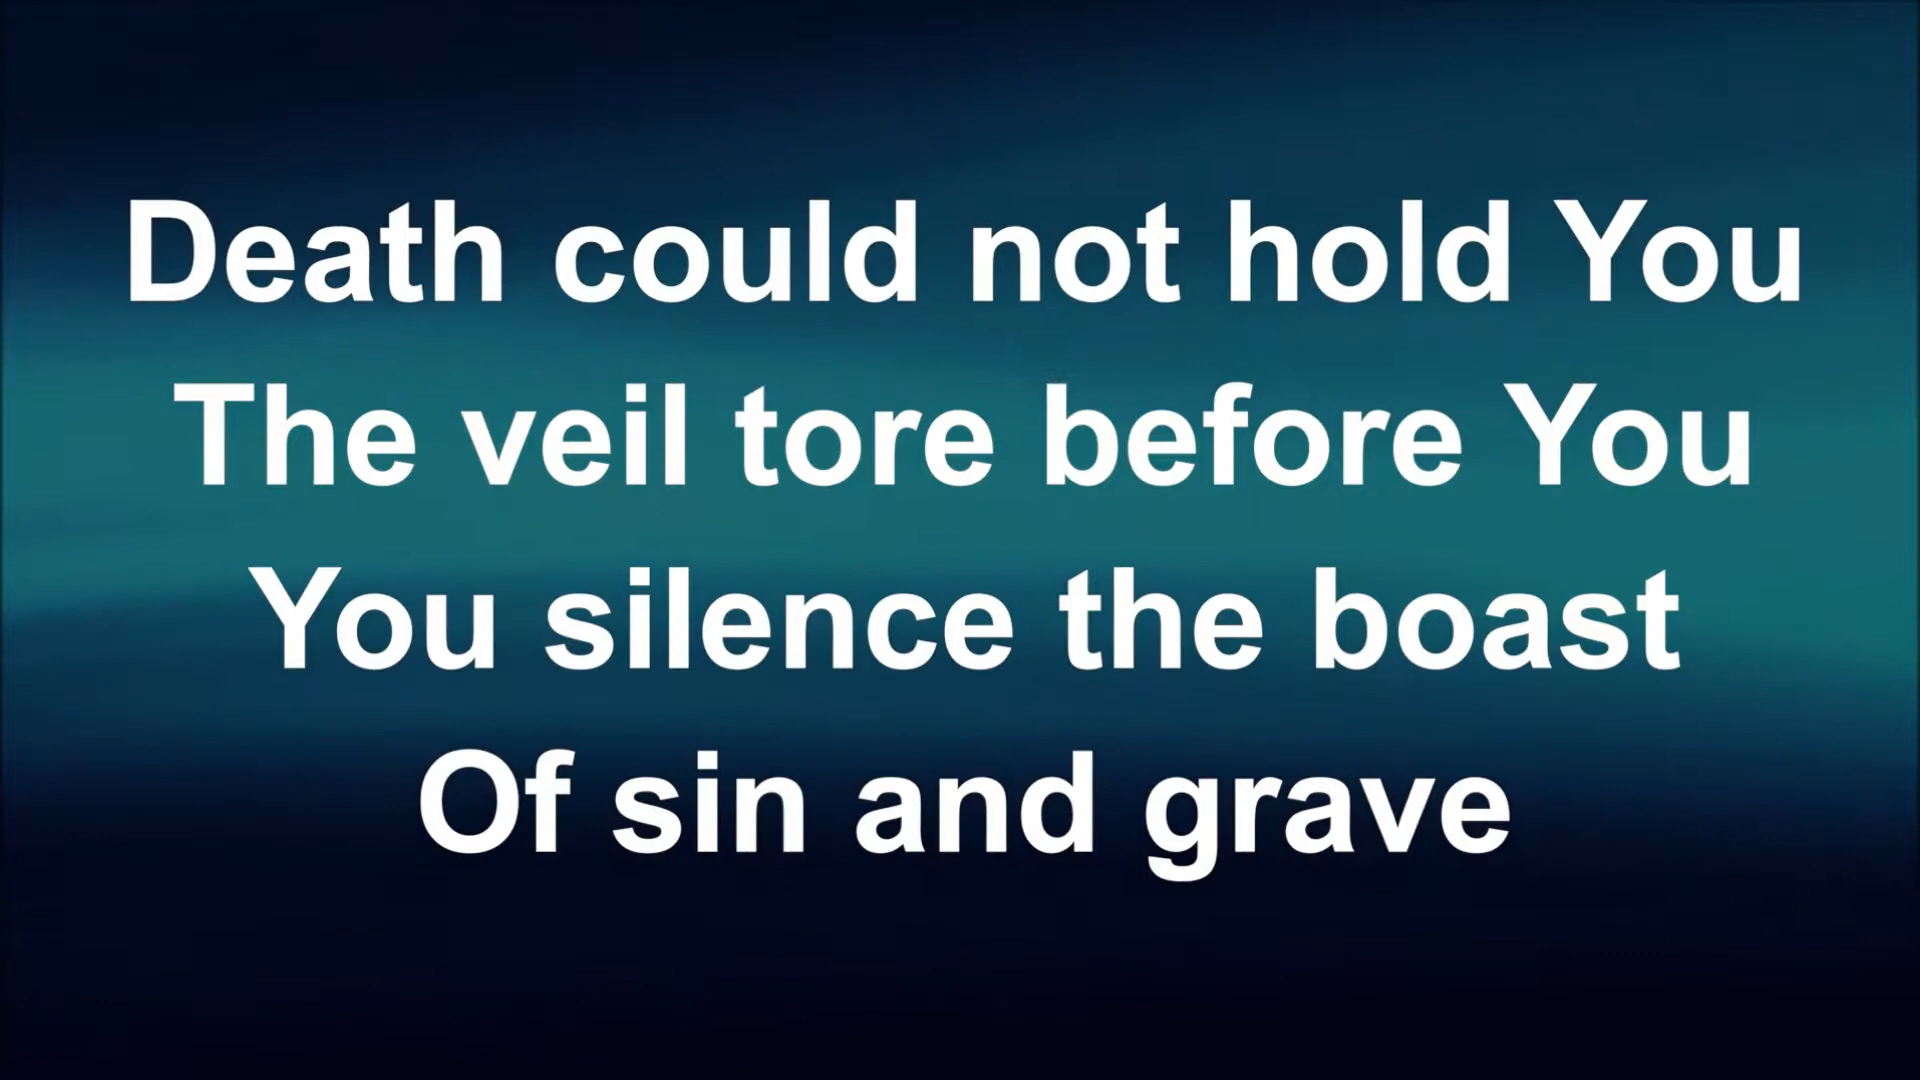 Death could not hold You
The veil tore before You
You silence the boast
Of sin and grave